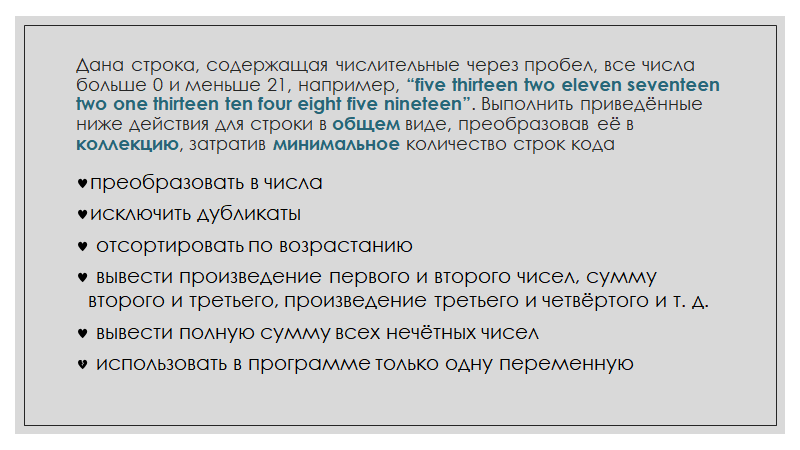 Дана строка, содержащая числительные через пробел, все числа
больше 0 и меньше 21, например, “five thirteen two eleven seventeen
two one thirteen ten four eight five nineteen”. Выполнить приведённые
ниже действия для строки в общем виде, преобразовав её в
коллекцию, затратив минимальное количество строк кода
преобразовать в числа
исключить дубликаты
отсортировать по возрастанию
вывести произведение первого и второго чисел, сумму
второго и третьего, произведение третьего и четвёртого и т. д.
вывести полную сумму всех нечётных чисел
использовать в программе только одну переменную